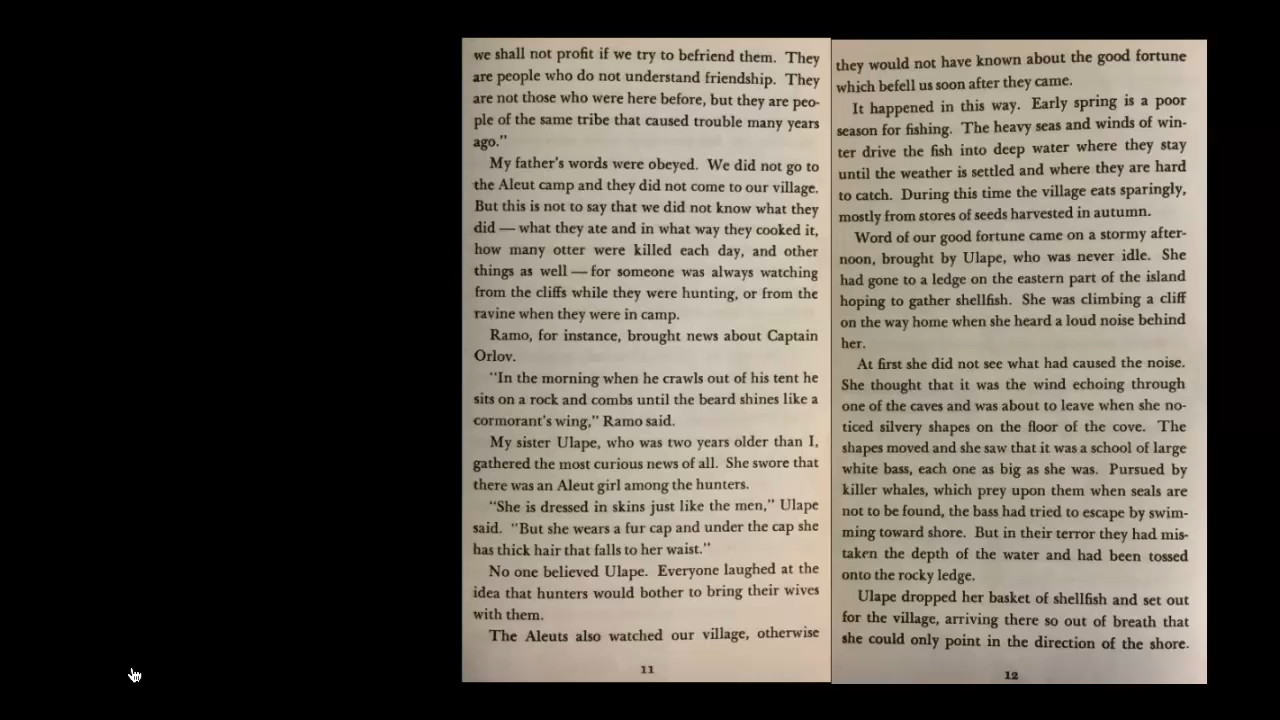 we shall not profit if we try to befriend them. They
are people who do not understand friendship. They
are not those who were here before, but they are peo-
ple of the same tribe that caused trouble many years
ago."
My father's words were obeyed. We did not go to
the Aleut camp and they did not come to our village.
But this is not to say that we did not know what they
did — what they ate and in what way they cooked it,
how many otter were killed each day, and other
things as well — for someone was always watching
from the cliffs while they were hunting, or from the
ravine when they were in camp.
Ramo, for instance, brought news about Captain
Orlov.
"In the morning when he crawls out of his tent he
sits on a rock and combs until the beard shines like a
cormorant's wing," Ramo said.
My sister Ulape, who was two years older than I,
gathered the most curious news of all. She swore that
there was an Aleut girl among the hunters.
"She is dressed in skins just like the men," Ulape
said. "But she wears a fur cap and under the cap she
has thick hair that falls to her waist."
No one believed Ulape. Everyone laughed at the
idea that hunters would bother to bring their wives
with them.
The Aleuts also watched our village, otherwise
11
they would not have known about the good fortune
which befell us soon after they came.
It happened in this way. Early spring is a poor
season for fishing. The heavy seas and winds of win-
ter drive the fish into deep water where they stay
until the weather is settled and where they are hard
to catch. During this time the village eats sparingly,
mostly from stores of seeds harvested in autumn.
Word of our good fortune came on a stormy after-
noon, brought by Ulape, who was never idle. She
had gone to a ledge on the eastern part of the island
hoping to gather shellfish. She was climbing a cliff
on the way home when she heard a loud noise behind
her.
At first she did not see what had caused the noise.
She thought that it was the wind echoing through
one of the caves and was about to leave when she no-
ticed silvery shapes on the floor of the cove. The
shapes moved and she saw that it was a school of large
white bass, each one as big as she was. Pursued by
killer whales, which prey upon them when seals are
not to be found, the bass had tried to escape by swim-
ming toward shore. But in their terror they had mis-
taken the depth of the water and had been tossed
onto the rocky ledge.
Ulape dropped her basket of shellfish and set out
for the village, arriving there so out of breath that
she could only point in the direction of the shore.
12